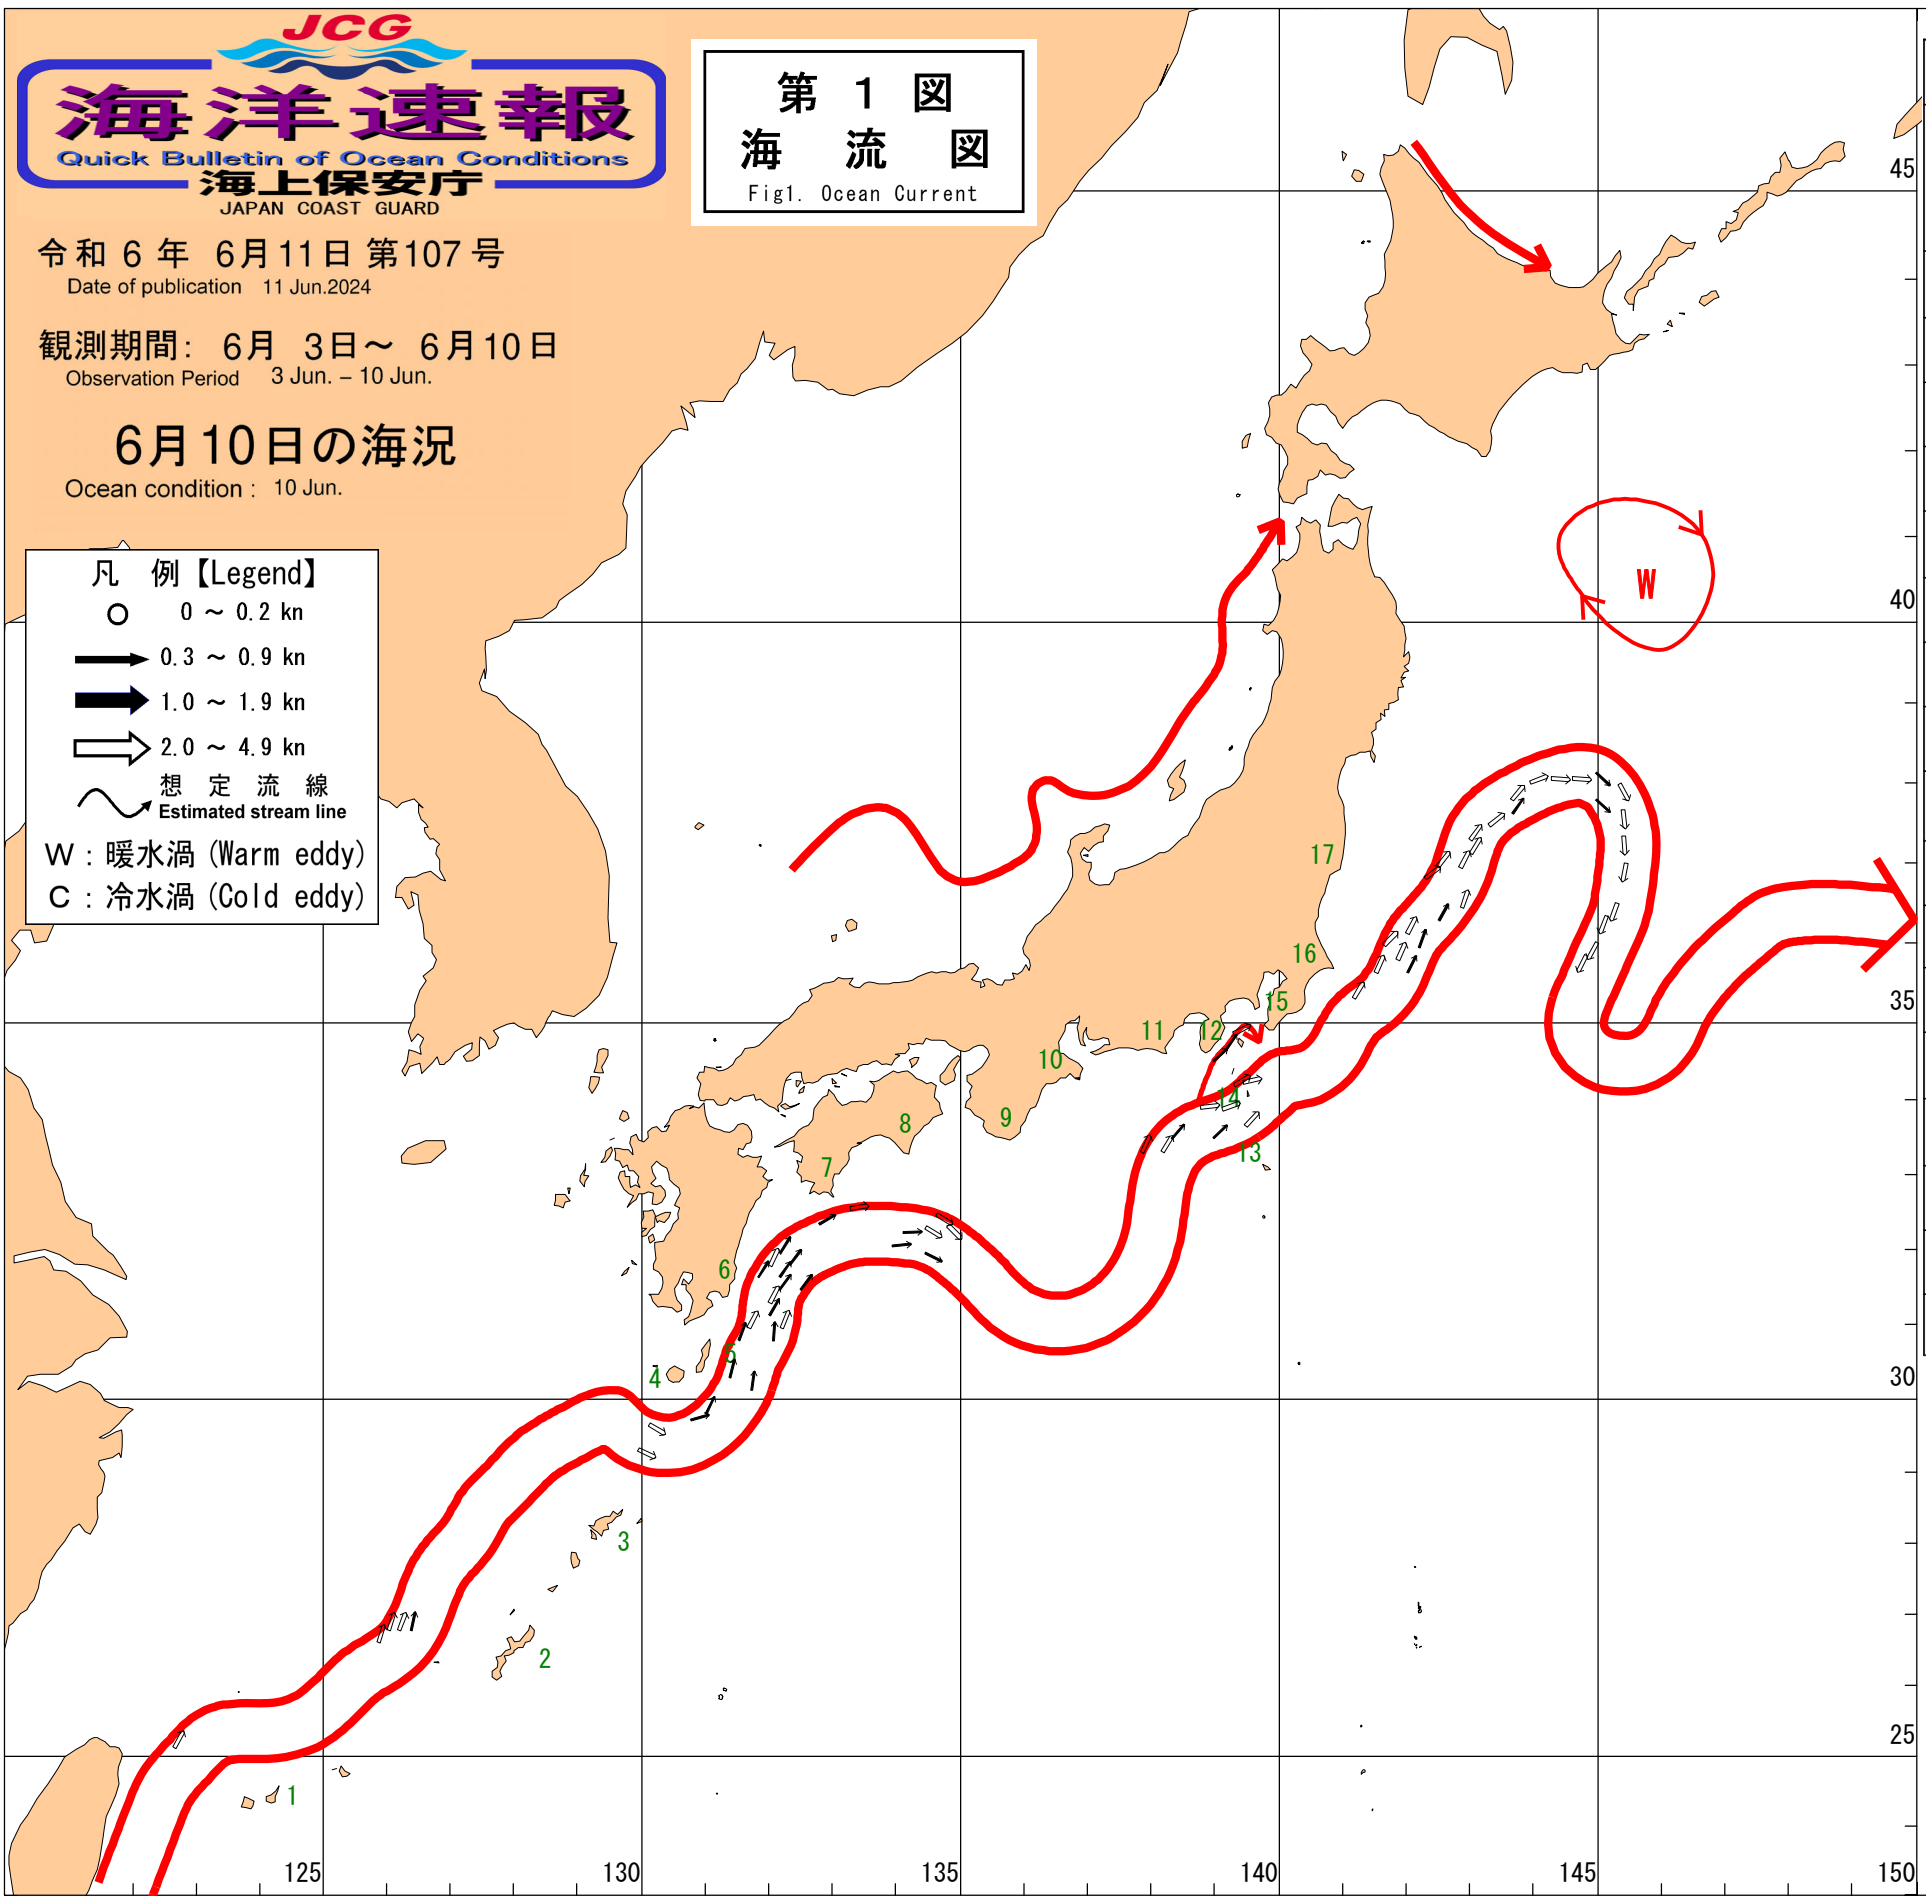 JCG
海洋速報
Quick Bulletin of Ocean Conditions
海上保安庁
JAPAN COAST GUARD
令和 6 年 6月11日 第107号
Date of publication 11 Jun.2024
観測期間: 6月 3日～ 6月10日
Observation Period 3 Jun. – 10 Jun.
6月10日の海況
Ocean condition : 10 Jun.
第 1 図
海 流 図
Fig1. Ocean Current
凡 例【Legend】
0 ～ 0.2 kn
0.3 ～ 0.9 kn
1.0 ～ 1.9 kn
2.0 ～ 4.9 kn
想 定 流 線
Estimated stream line
W : 暖水渦 (Warm eddy)
C : 冷水渦 (Cold eddy)
45
W
40
17
16
15
35
12
11
10
14
9
8
13
7
6
5
4
30
3
2
25
1
125
130
135
140
145
150